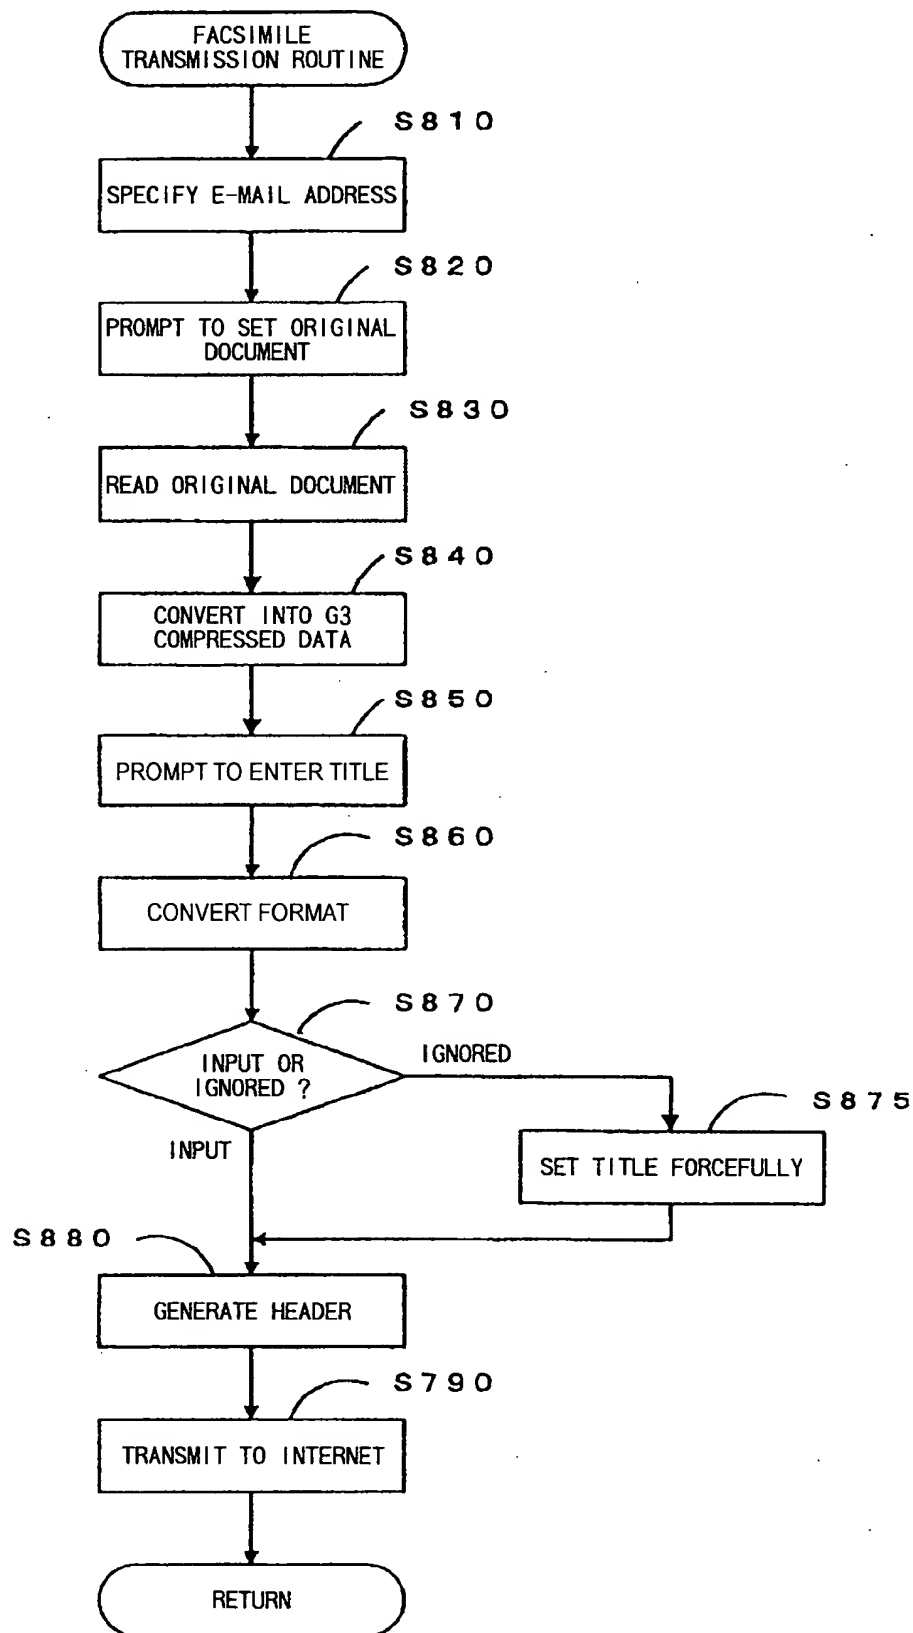 FACSIMILE
TRANSMISSION ROUTINE
S810
SPECIFY E-MAIL ADDRESS
S820
PROMPT TO SET ORIGINAL
DOCUMENT
S830
READ ORIGINAL DOCUMENT
S840
CONVERT INTO G3
COMPRESSED DATA
S850
PROMPT TO ENTER TITLE
S860
CONVERT FORMAT
S870
INPUT OR
IGNORED ?
IGNORED
INPUT
S875
SET TITLE FORCEFULLY
S880
GENERATE HEADER
S790
TRANSMIT TO INTERNET
RETURN